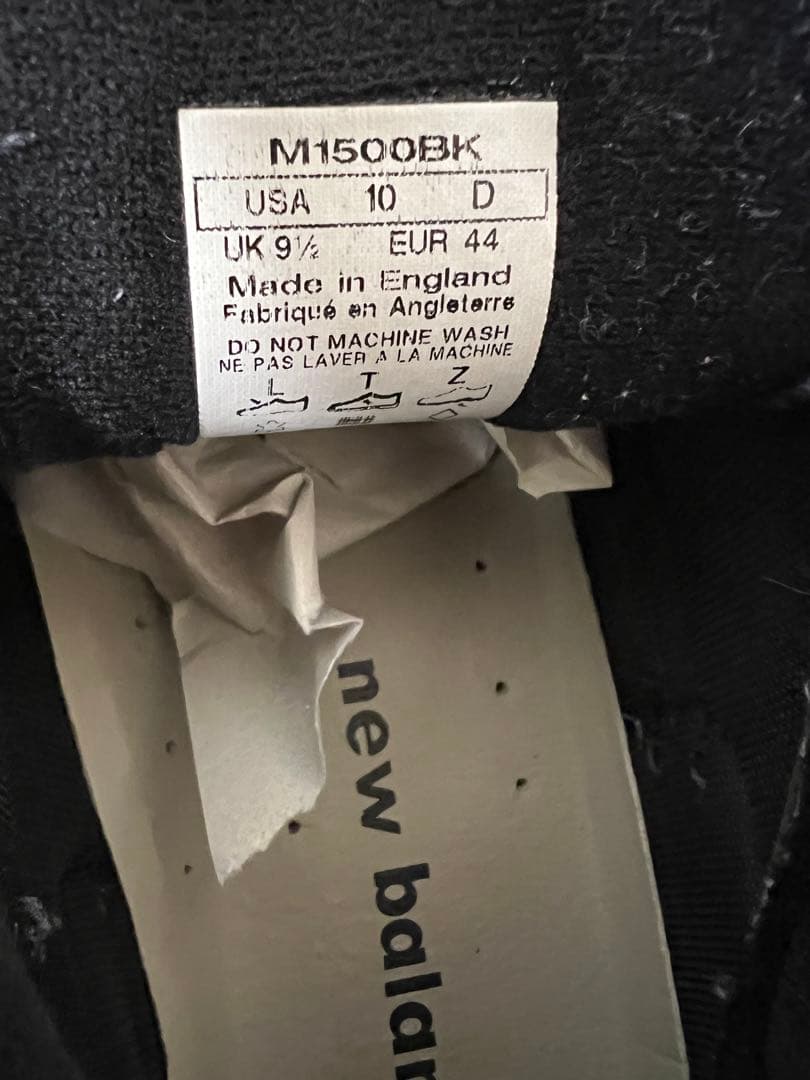 M1500BK
USA 10 D
UK 9½ EUR 44
Made in England
Fabriqué en Angleterre
DO NOT MACHINE WASH
NE PAS LAVER A LA MACHINE
L T Z
new balan